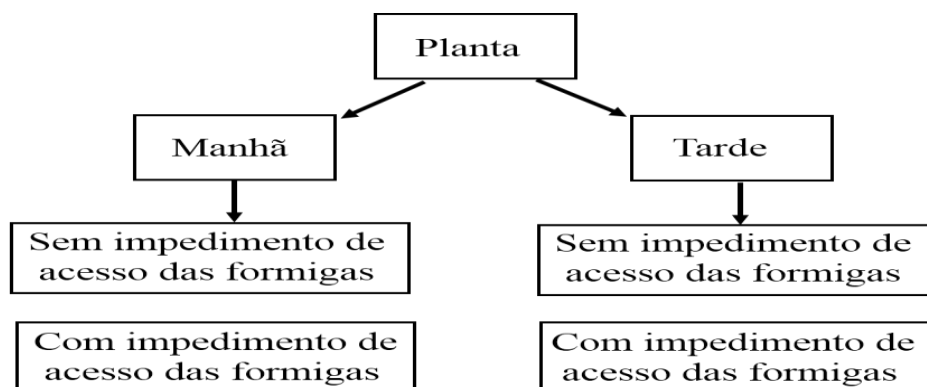 Planta
Manhã
Tarde
Sem impedimento de
acesso das formigas
Sem impedimento de
acesso das formigas
Com impedimento de
acesso das formigas
Com impedimento de
acesso das formigas